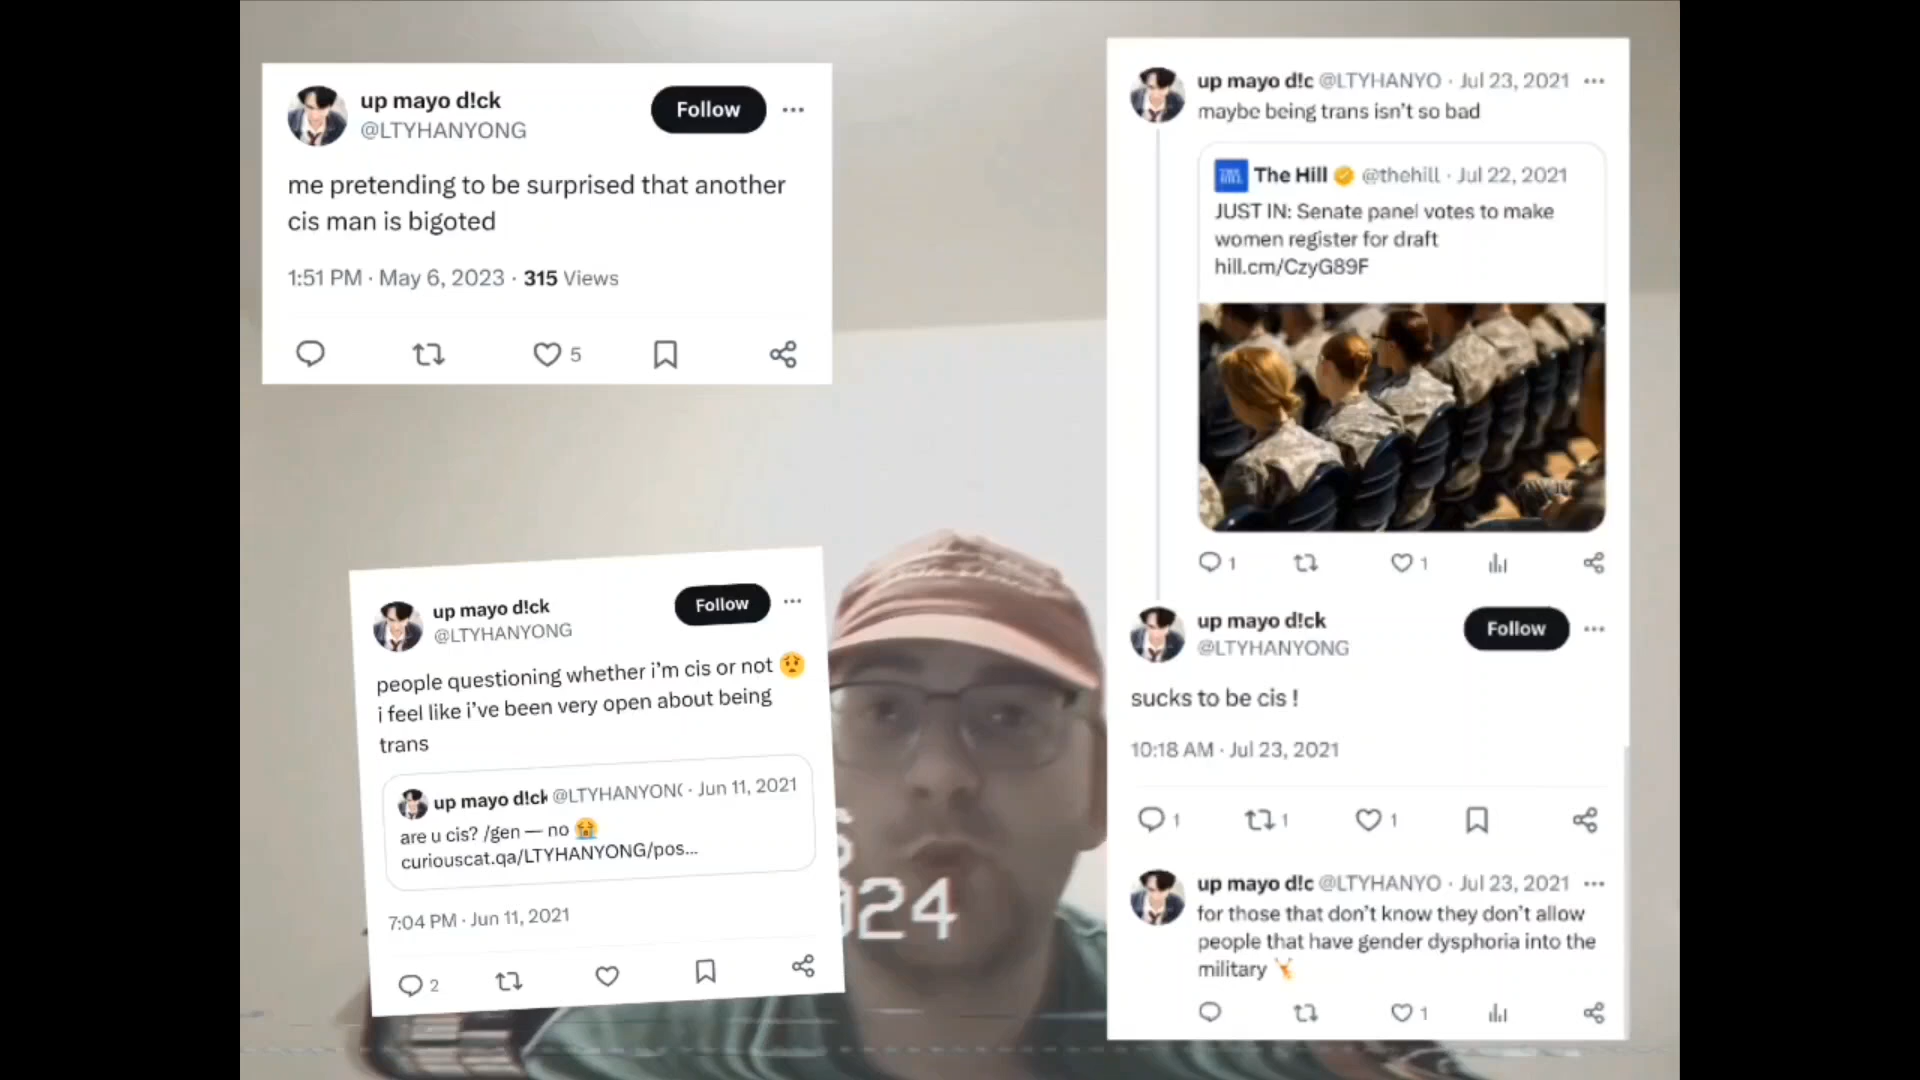 up mayo d!ck
@LTYHANYONG
Follow
me pretending to be surprised that another
cis man is bigoted
1:51 PM · May 6, 2023 · 315 Views
5
up mayo d!ck
@LTYHANYONG
Follow
people questioning whether i’m cis or not 😟
i feel like i’ve been very open about being
trans
up mayo d!ck @LTYHANYON( · Jun 11, 2021
are u cis? /gen — no 😭
curiouscat.qa/LTYHANYONG/pos...
7:04 PM · Jun 11, 2021
2
024
up mayo d!c @LTYHANYO · Jul 23, 2021
maybe being trans isn’t so bad
The Hill @thehill · Jul 22, 2021
JUST IN: Senate panel votes to make
women register for draft
hill.cm/CzyG89F
1 1
up mayo d!ck
@LTYHANYONG
Follow
sucks to be cis !
10:18 AM · Jul 23, 2021
1 1 1
up mayo d!c @LTYHANYO · Jul 23, 2021
for those that don’t know they don’t allow
people that have gender dysphoria into the
military
1